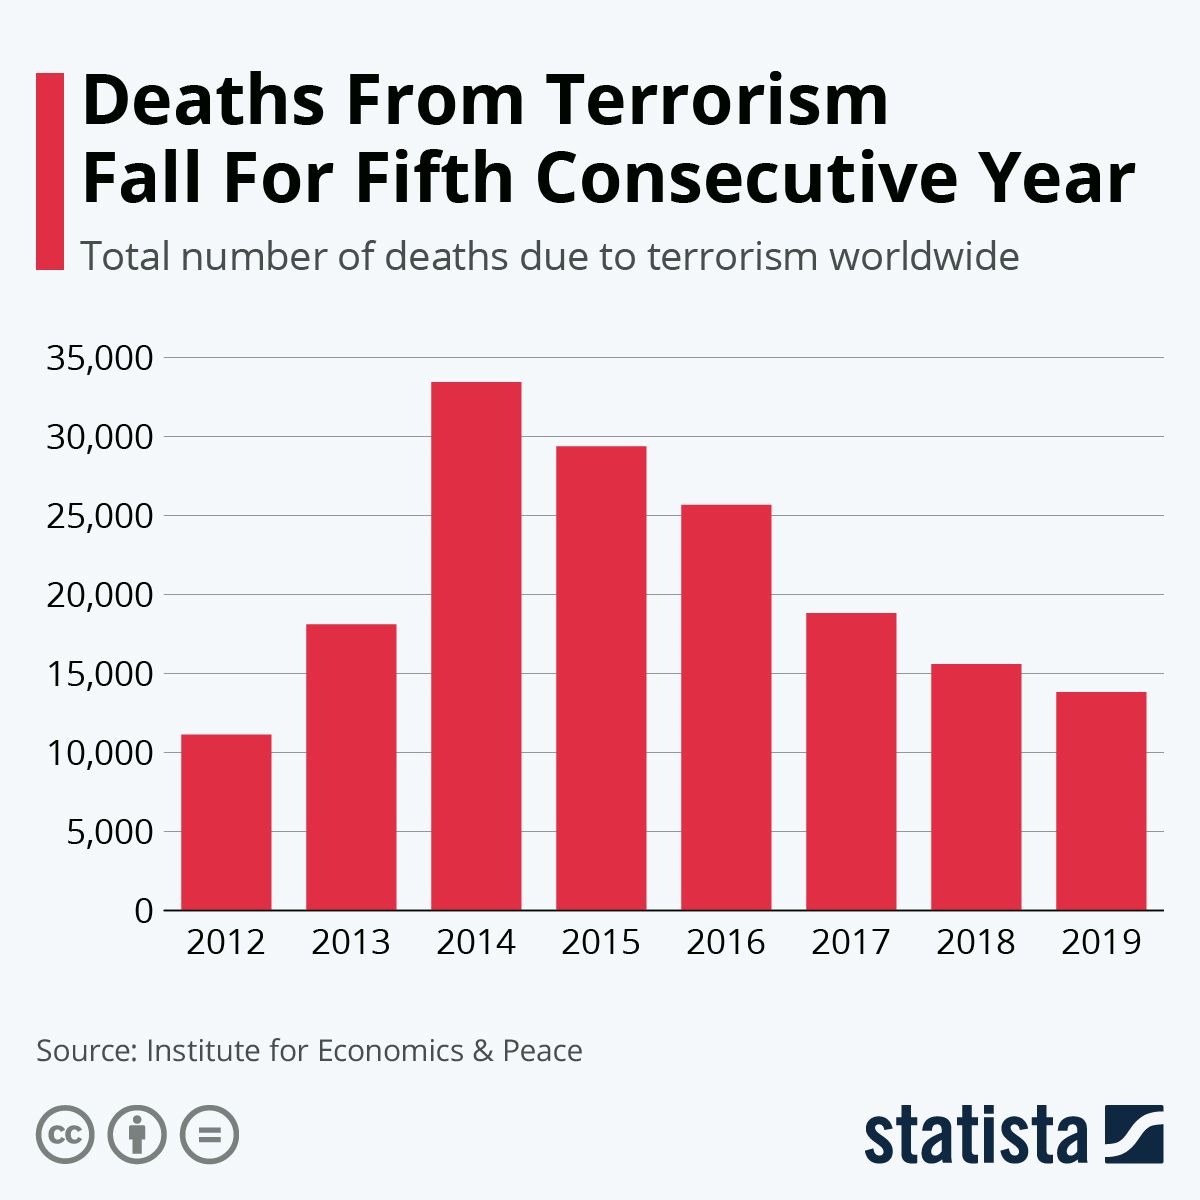 Deaths From Terrorism
Fall For Fifth Consecutive Year
Total number of deaths due to terrorism worldwide
35,000
30,000
25,000
20,000
15,000
10,000
5,000
0
2012 2013 2014 2015 2016 2017 2018 2019
Source: Institute for Economics & Peace
cc =
statista